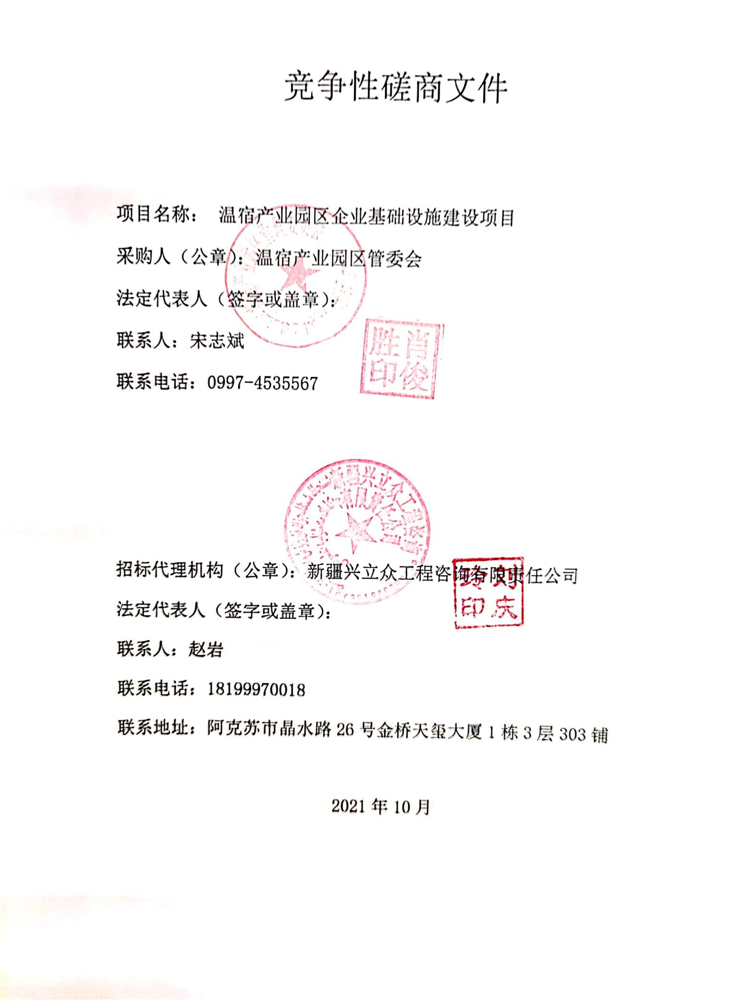 竞争性磋商文件
项目名称： 温宿产业园区企业基础设施建设项目
采购人（公章）：温宿产业园区管委会
法定代表人（签字或盖章）：
联系人：宋志斌
肖俊
胜印
联系电话：0997-4535567
新疆兴立众工程咨询
有限责任公司
招标代理机构（公章）：新疆兴立众工程咨询有限责任公司
刘庆
玲印
法定代表人（签字或盖章）：
联系人：赵岩
联系电话：18199970018
联系地址：阿克苏市晶水路 26 号金桥天玺大厦 1 栋 3 层 303 铺
2021 年 10 月